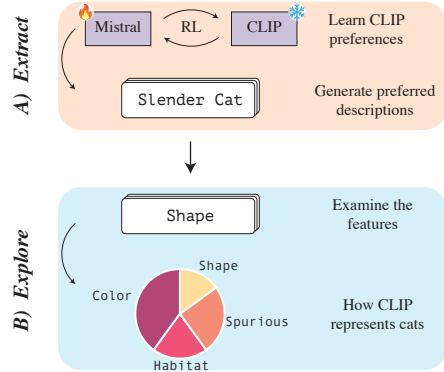 A) Extract
Mistral
RL
CLIP
Learn CLIP
preferences
Slender Cat
Generate preferred
descriptions
B) Explore
Shape
Examine the
features
Shape
Color
Spurious
Habitat
How CLIP
represents cats